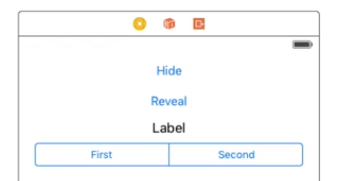 Hide
Reveal
Label
First Second